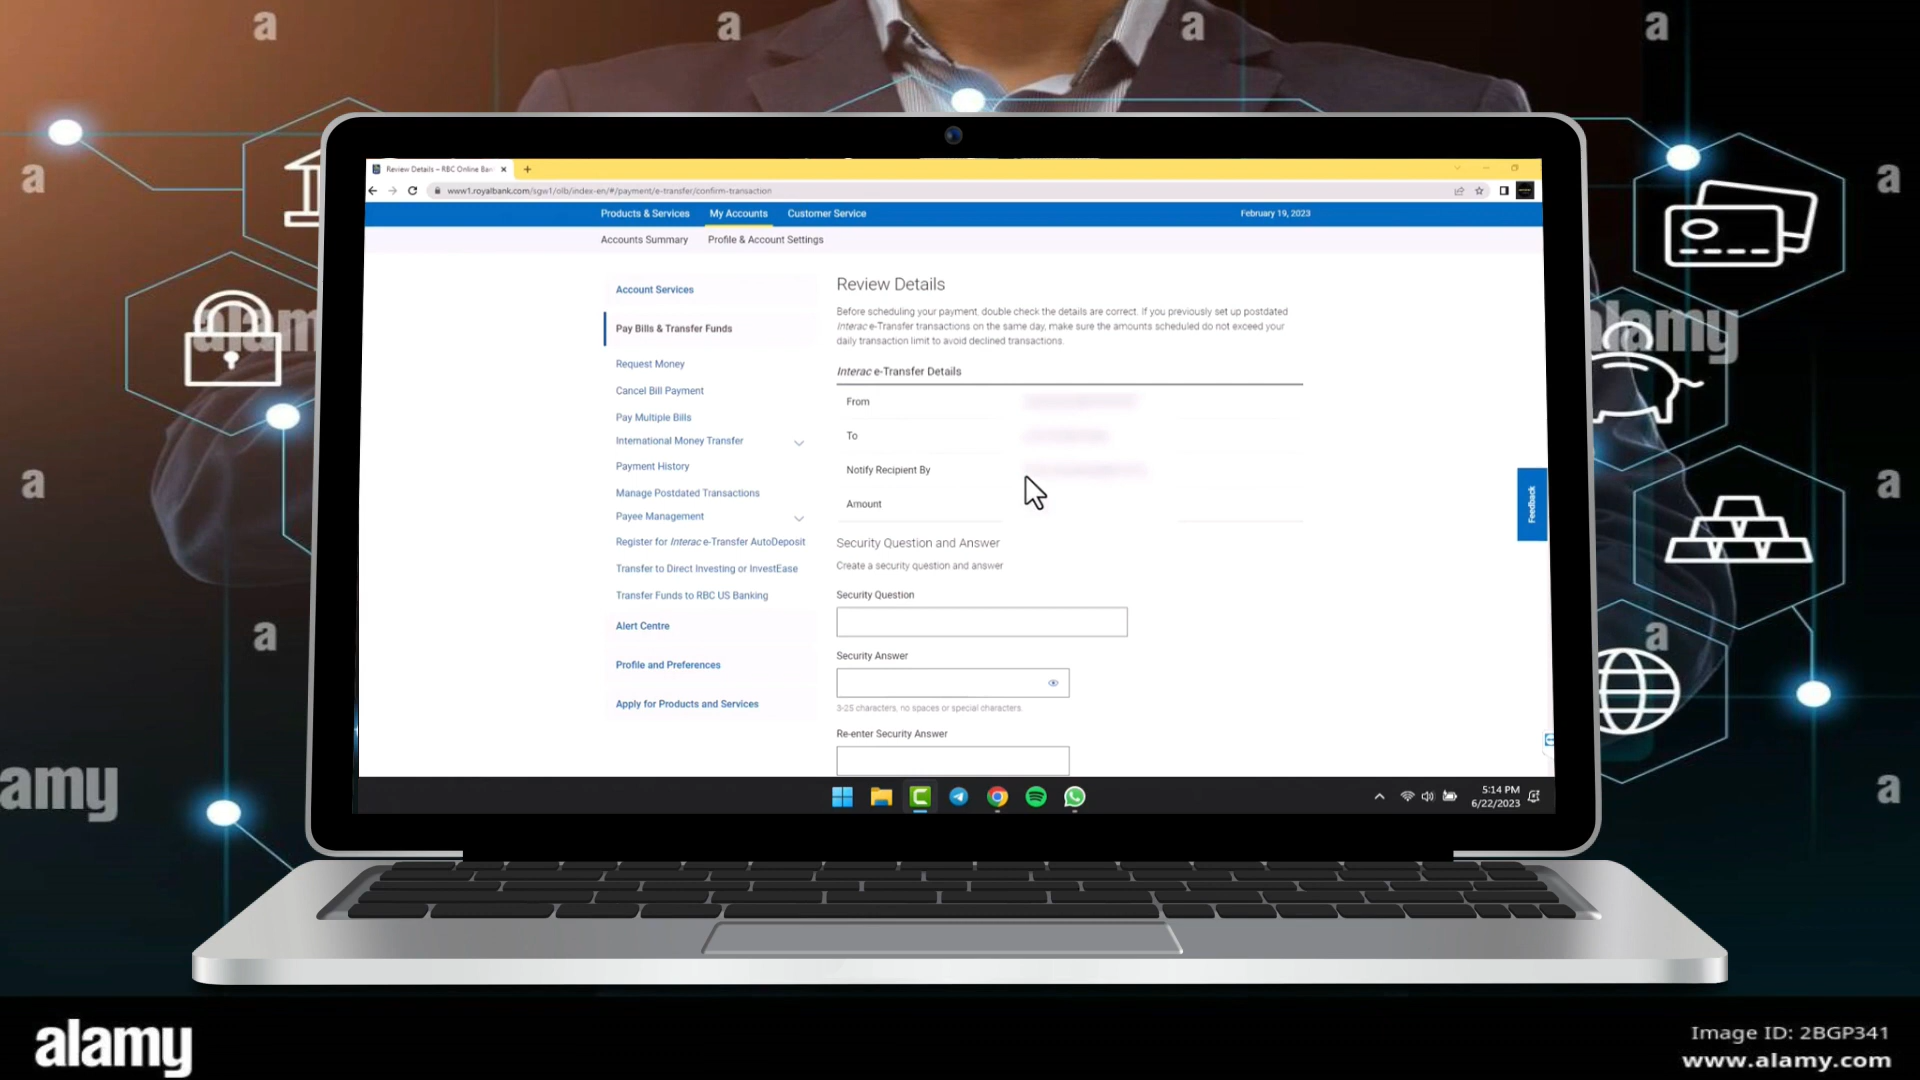 a a a a
Review Details – RBC Online Ban
www1.royalbank.com/sgw1/olb/index-en/#/payment/e-transfer/confirm-transaction
Products & Services My Accounts Customer Service February 19, 2023
Accounts Summary Profile & Account Settings
a a
Account Services
Pay Bills & Transfer Funds
Request Money
Cancel Bill Payment
Pay Multiple Bills
International Money Transfer
Payment History
Manage Postdated Transactions
Payee Management
Register for Interac e-Transfer AutoDeposit
Transfer to Direct Investing or InvestEase
Transfer Funds to RBC US Banking
Alert Centre
Profile and Preferences
Apply for Products and Services
Review Details
Before scheduling your payment, double check the details are correct. If you previously set up postdated
Interac e-Transfer transactions on the same day, make sure the amounts scheduled do not exceed your
daily transaction limit to avoid declined transactions.
Interac e-Transfer Details
From
To
Notify Recipient By
Amount
Security Question and Answer
Create a security question and answer
Security Question
Security Answer
3-25 characters, no spaces or special characters.
Re-enter Security Answer
Feedback
alam alamy
a a
a a
amy a
5:14 PM
6/22/2023
alamy
Image ID: 2BGP341
www.alamy.com